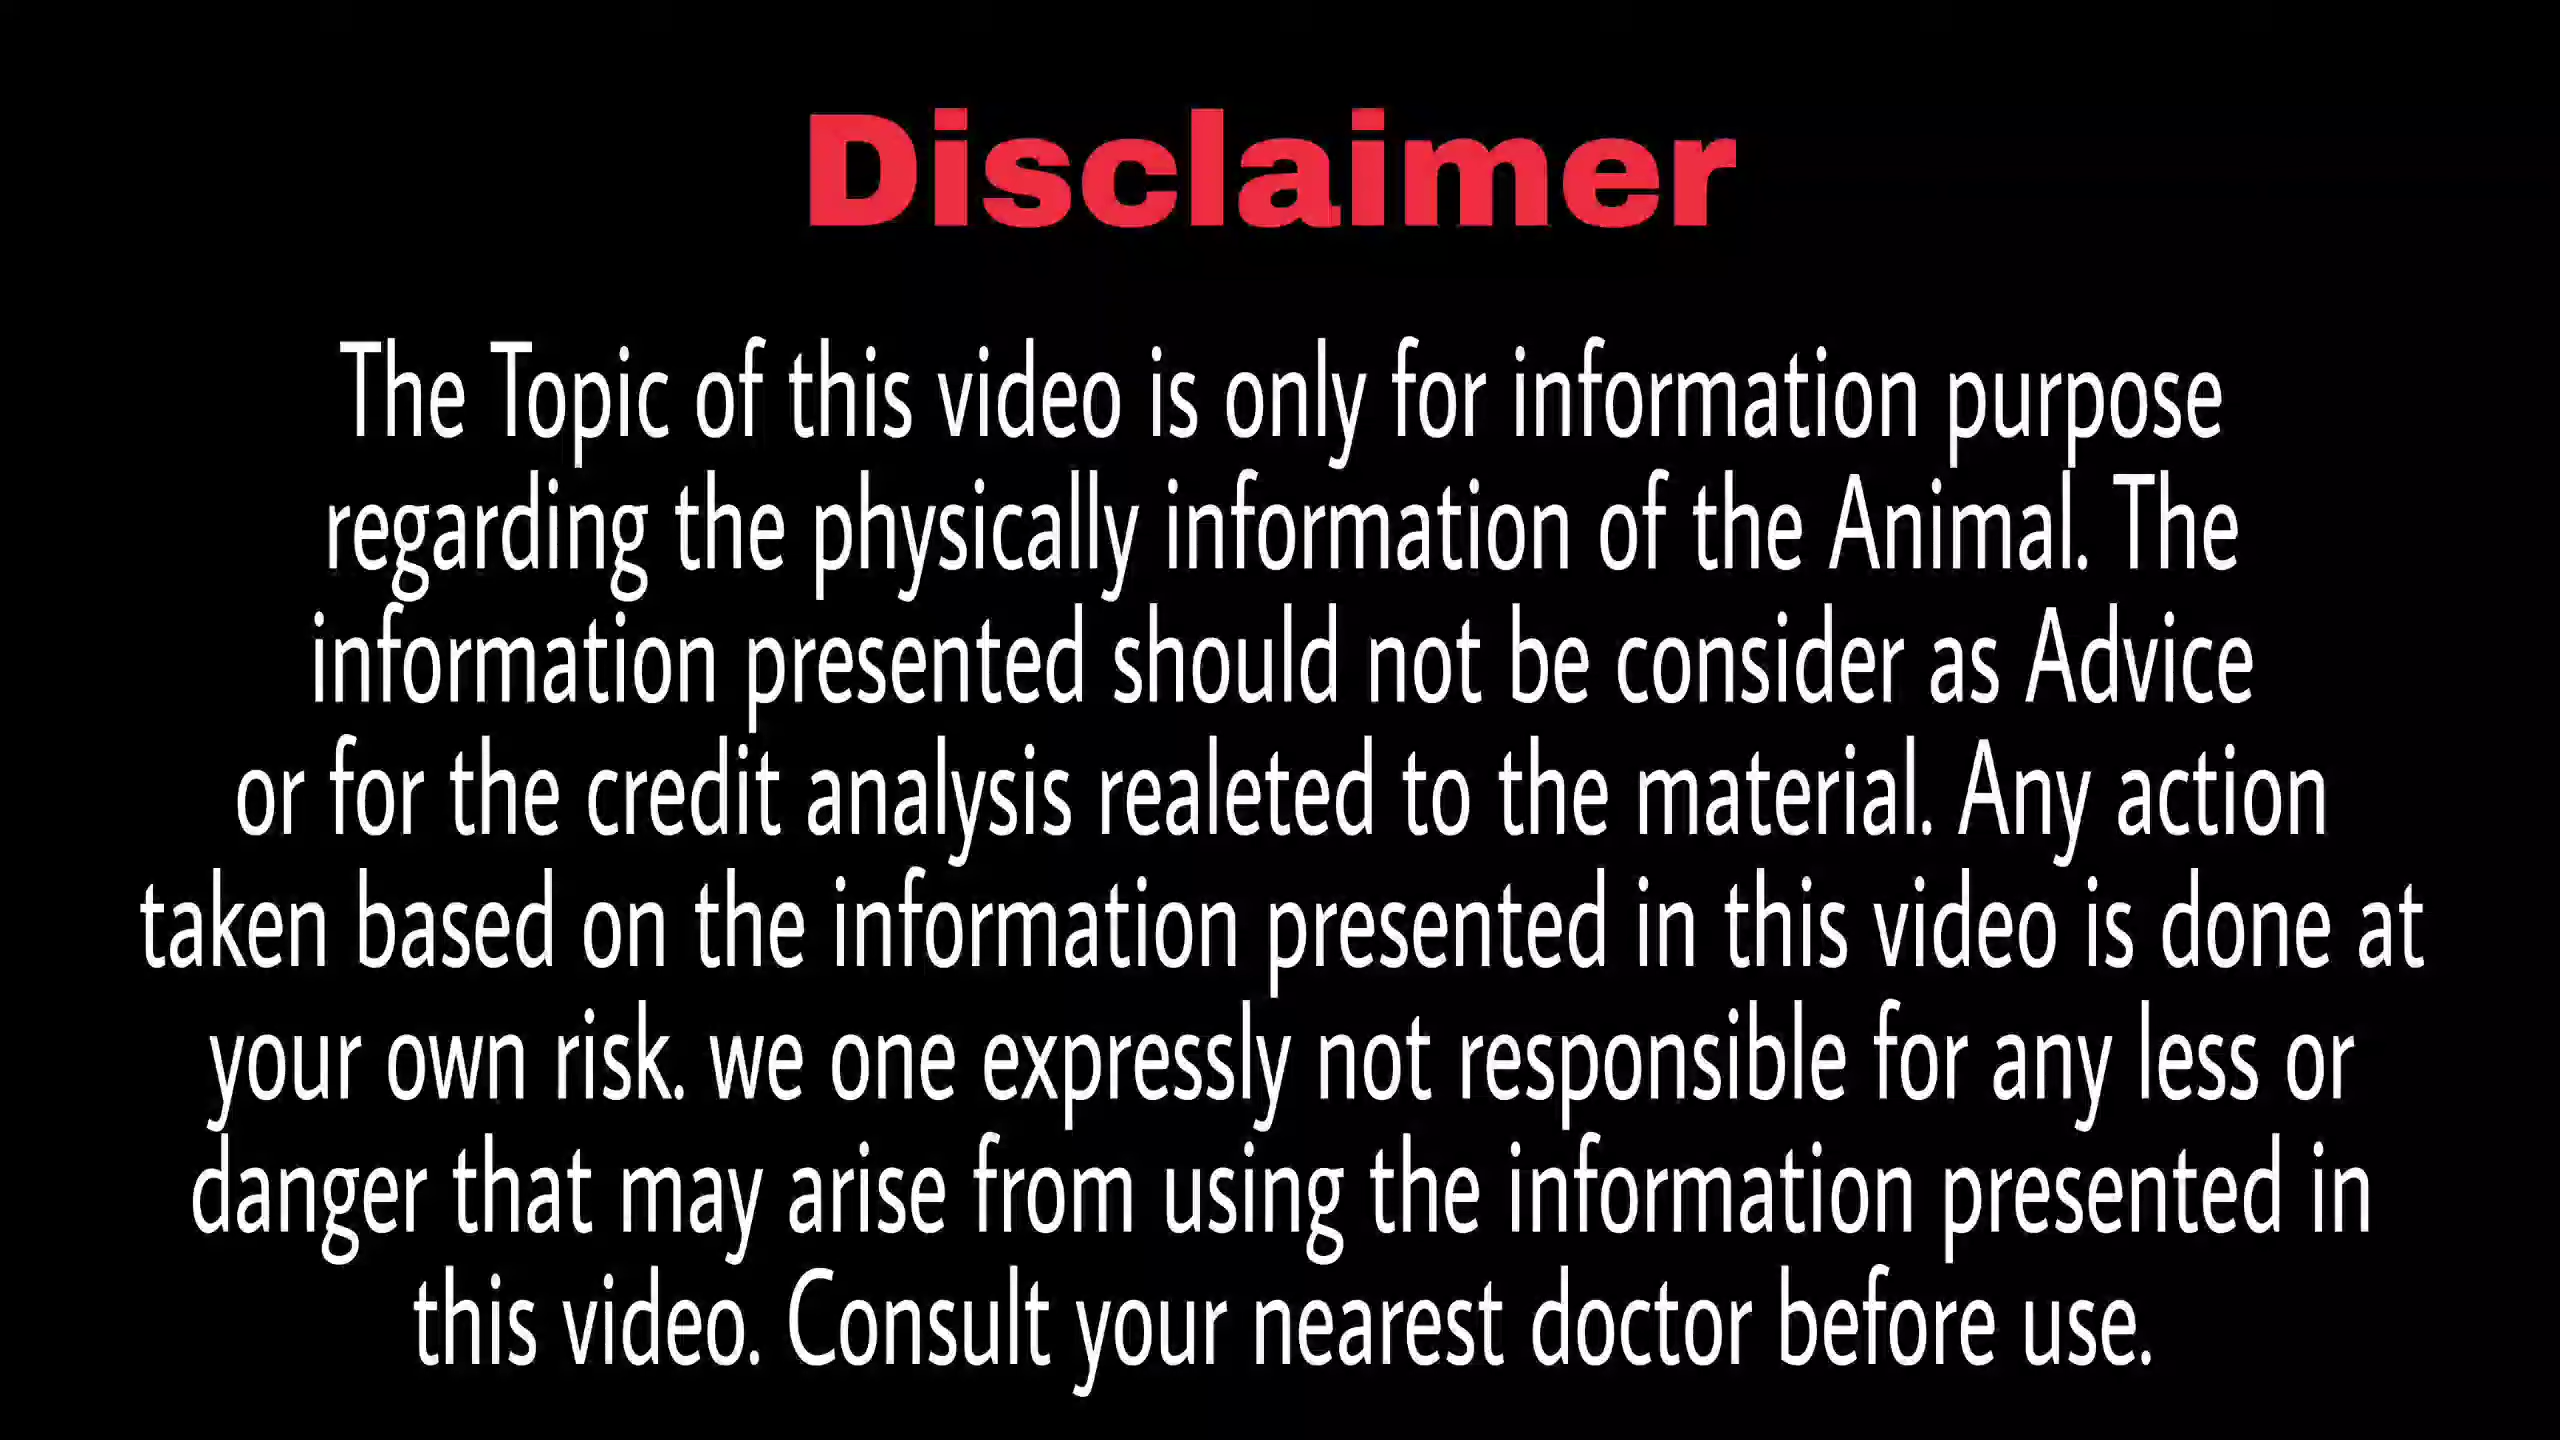 Disclaimer
The Topic of this video is only for information purpose
regarding the physically information of the Animal. The
information presented should not be consider as Advice
or for the credit analysis realeted to the material. Any action
taken based on the information presented in this video is done at
your own risk. we one expressly not responsible for any less or
danger that may arise from using the information presented in
this video. Consult your nearest doctor before use.